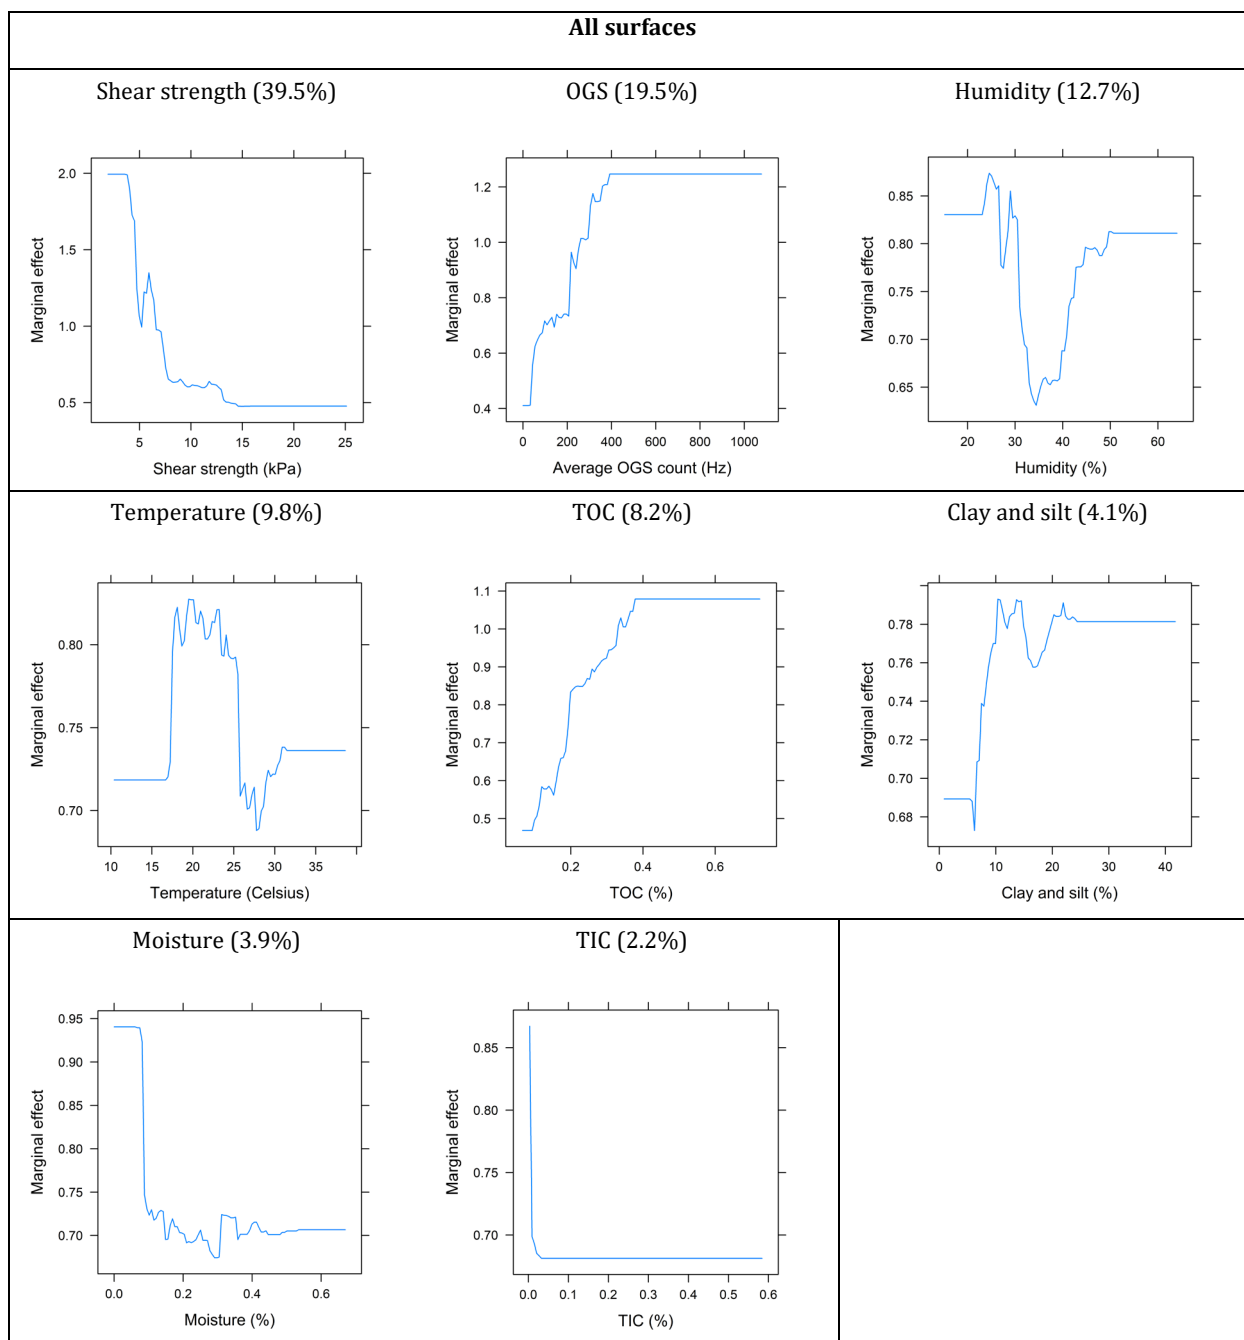 All surfaces
Shear strength (39.5%)
OGS (19.5%)
Humidity (12.7%)
Marginal effect
2.0
1.5
1.0
0.5
5 10 15 20 25
Shear strength (kPa)
Marginal effect
1.2
1.0
0.8
0.6
0.4
0 200 400 600 800 1000
Average OGS count (Hz)
Marginal effect
0.85
0.80
0.75
0.70
0.65
20 30 40 50 60
Humidity (%)
Temperature (9.8%)
TOC (8.2%)
Clay and silt (4.1%)
Marginal effect
0.80
0.75
0.70
10 15 20 25 30 35
Temperature (Celsius)
Marginal effect
1.1
1.0
0.9
0.8
0.7
0.6
0.5
0.2 0.4 0.6
TOC (%)
Marginal effect
0.78
0.76
0.74
0.72
0.70
0.68
0 10 20 30 40
Clay and silt (%)
Moisture (3.9%)
TIC (2.2%)
Marginal effect
0.95
0.90
0.85
0.80
0.75
0.70
0.0 0.2 0.4 0.6
Moisture (%)
Marginal effect
0.85
0.80
0.75
0.70
0.0 0.1 0.2 0.3 0.4 0.5 0.6
TIC (%)